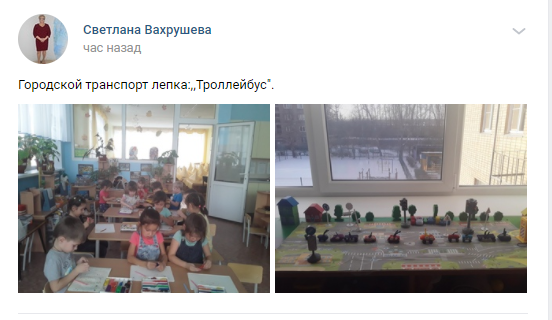 Светлана Вахрушева
час назад
Городской транспорт лепка:,,Троллейбус".